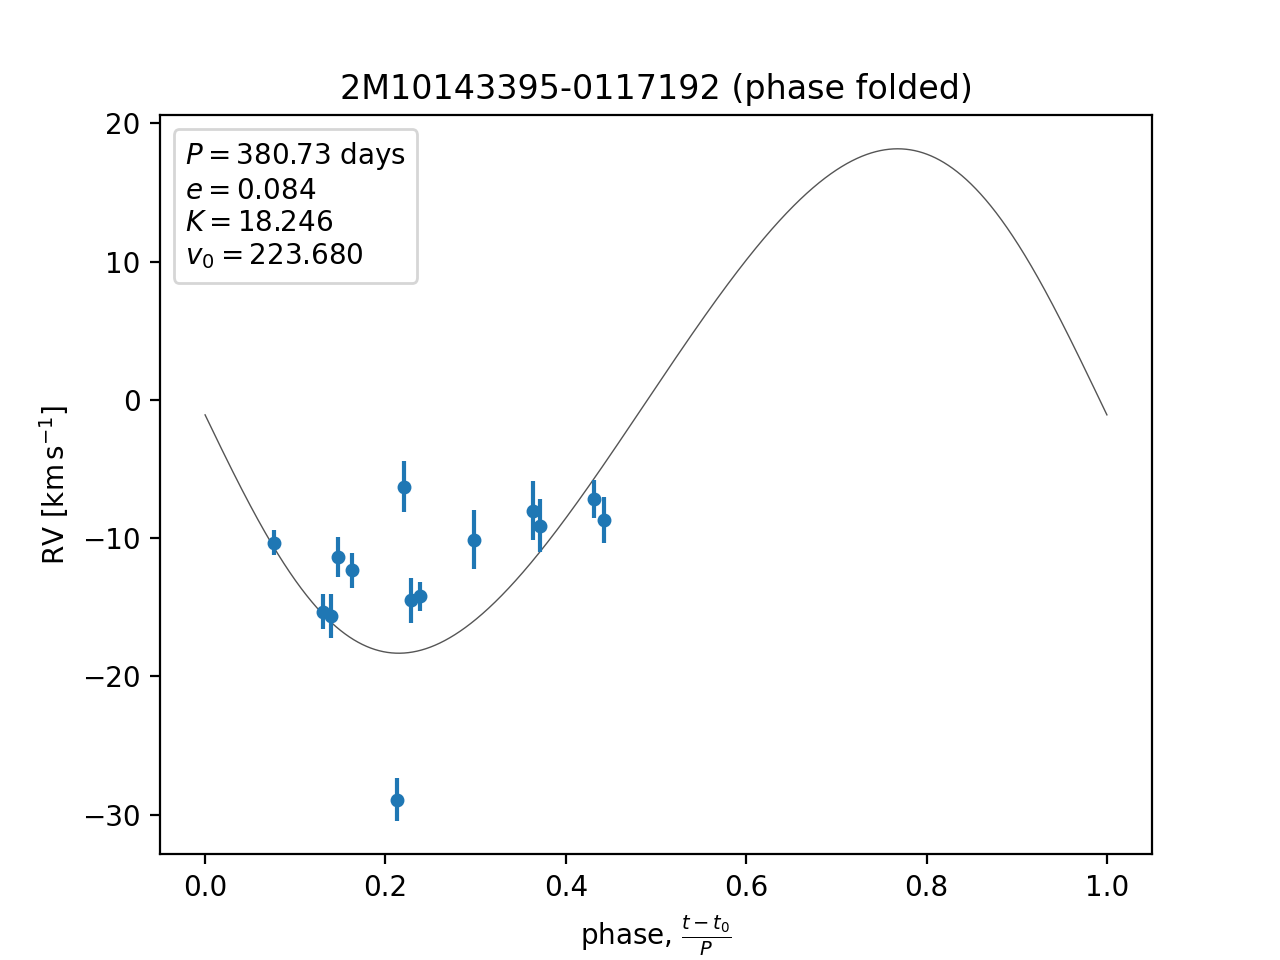 2M10143395-0117192 (phase folded)
P = 380.73 days
e = 0.084
K = 18.246
v₀ = 223.680
20
10
0
−10
−20
−30
RV [km s⁻¹]
0.0 0.2 0.4 0.6 0.8 1.0
phase, (t − t₀)/P